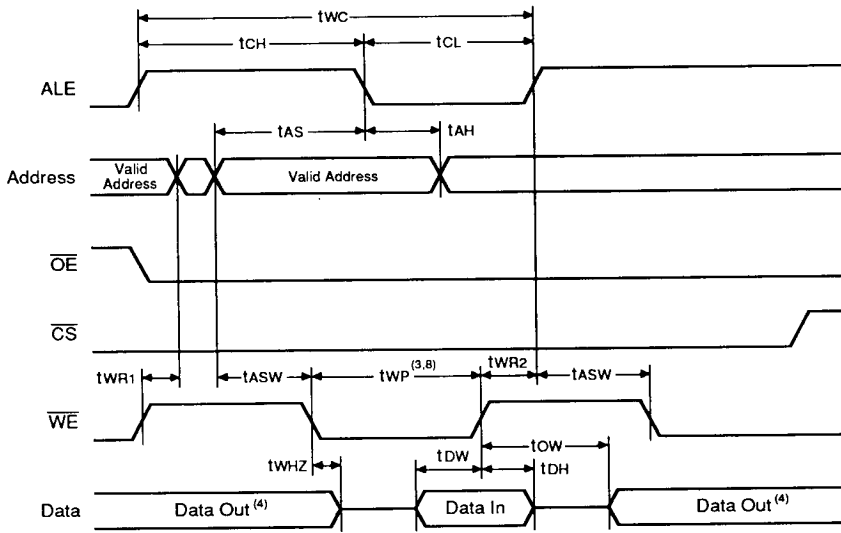 tWC
tCH tCL
ALE
tAS tAH
Address Valid Address Valid Address
OE
CS
tWR1 tASW tWP (3,8) tWR2 tASW
WE
tOW
tWHZ tDW tDH
Data Data Out (4) Data In Data Out (4)